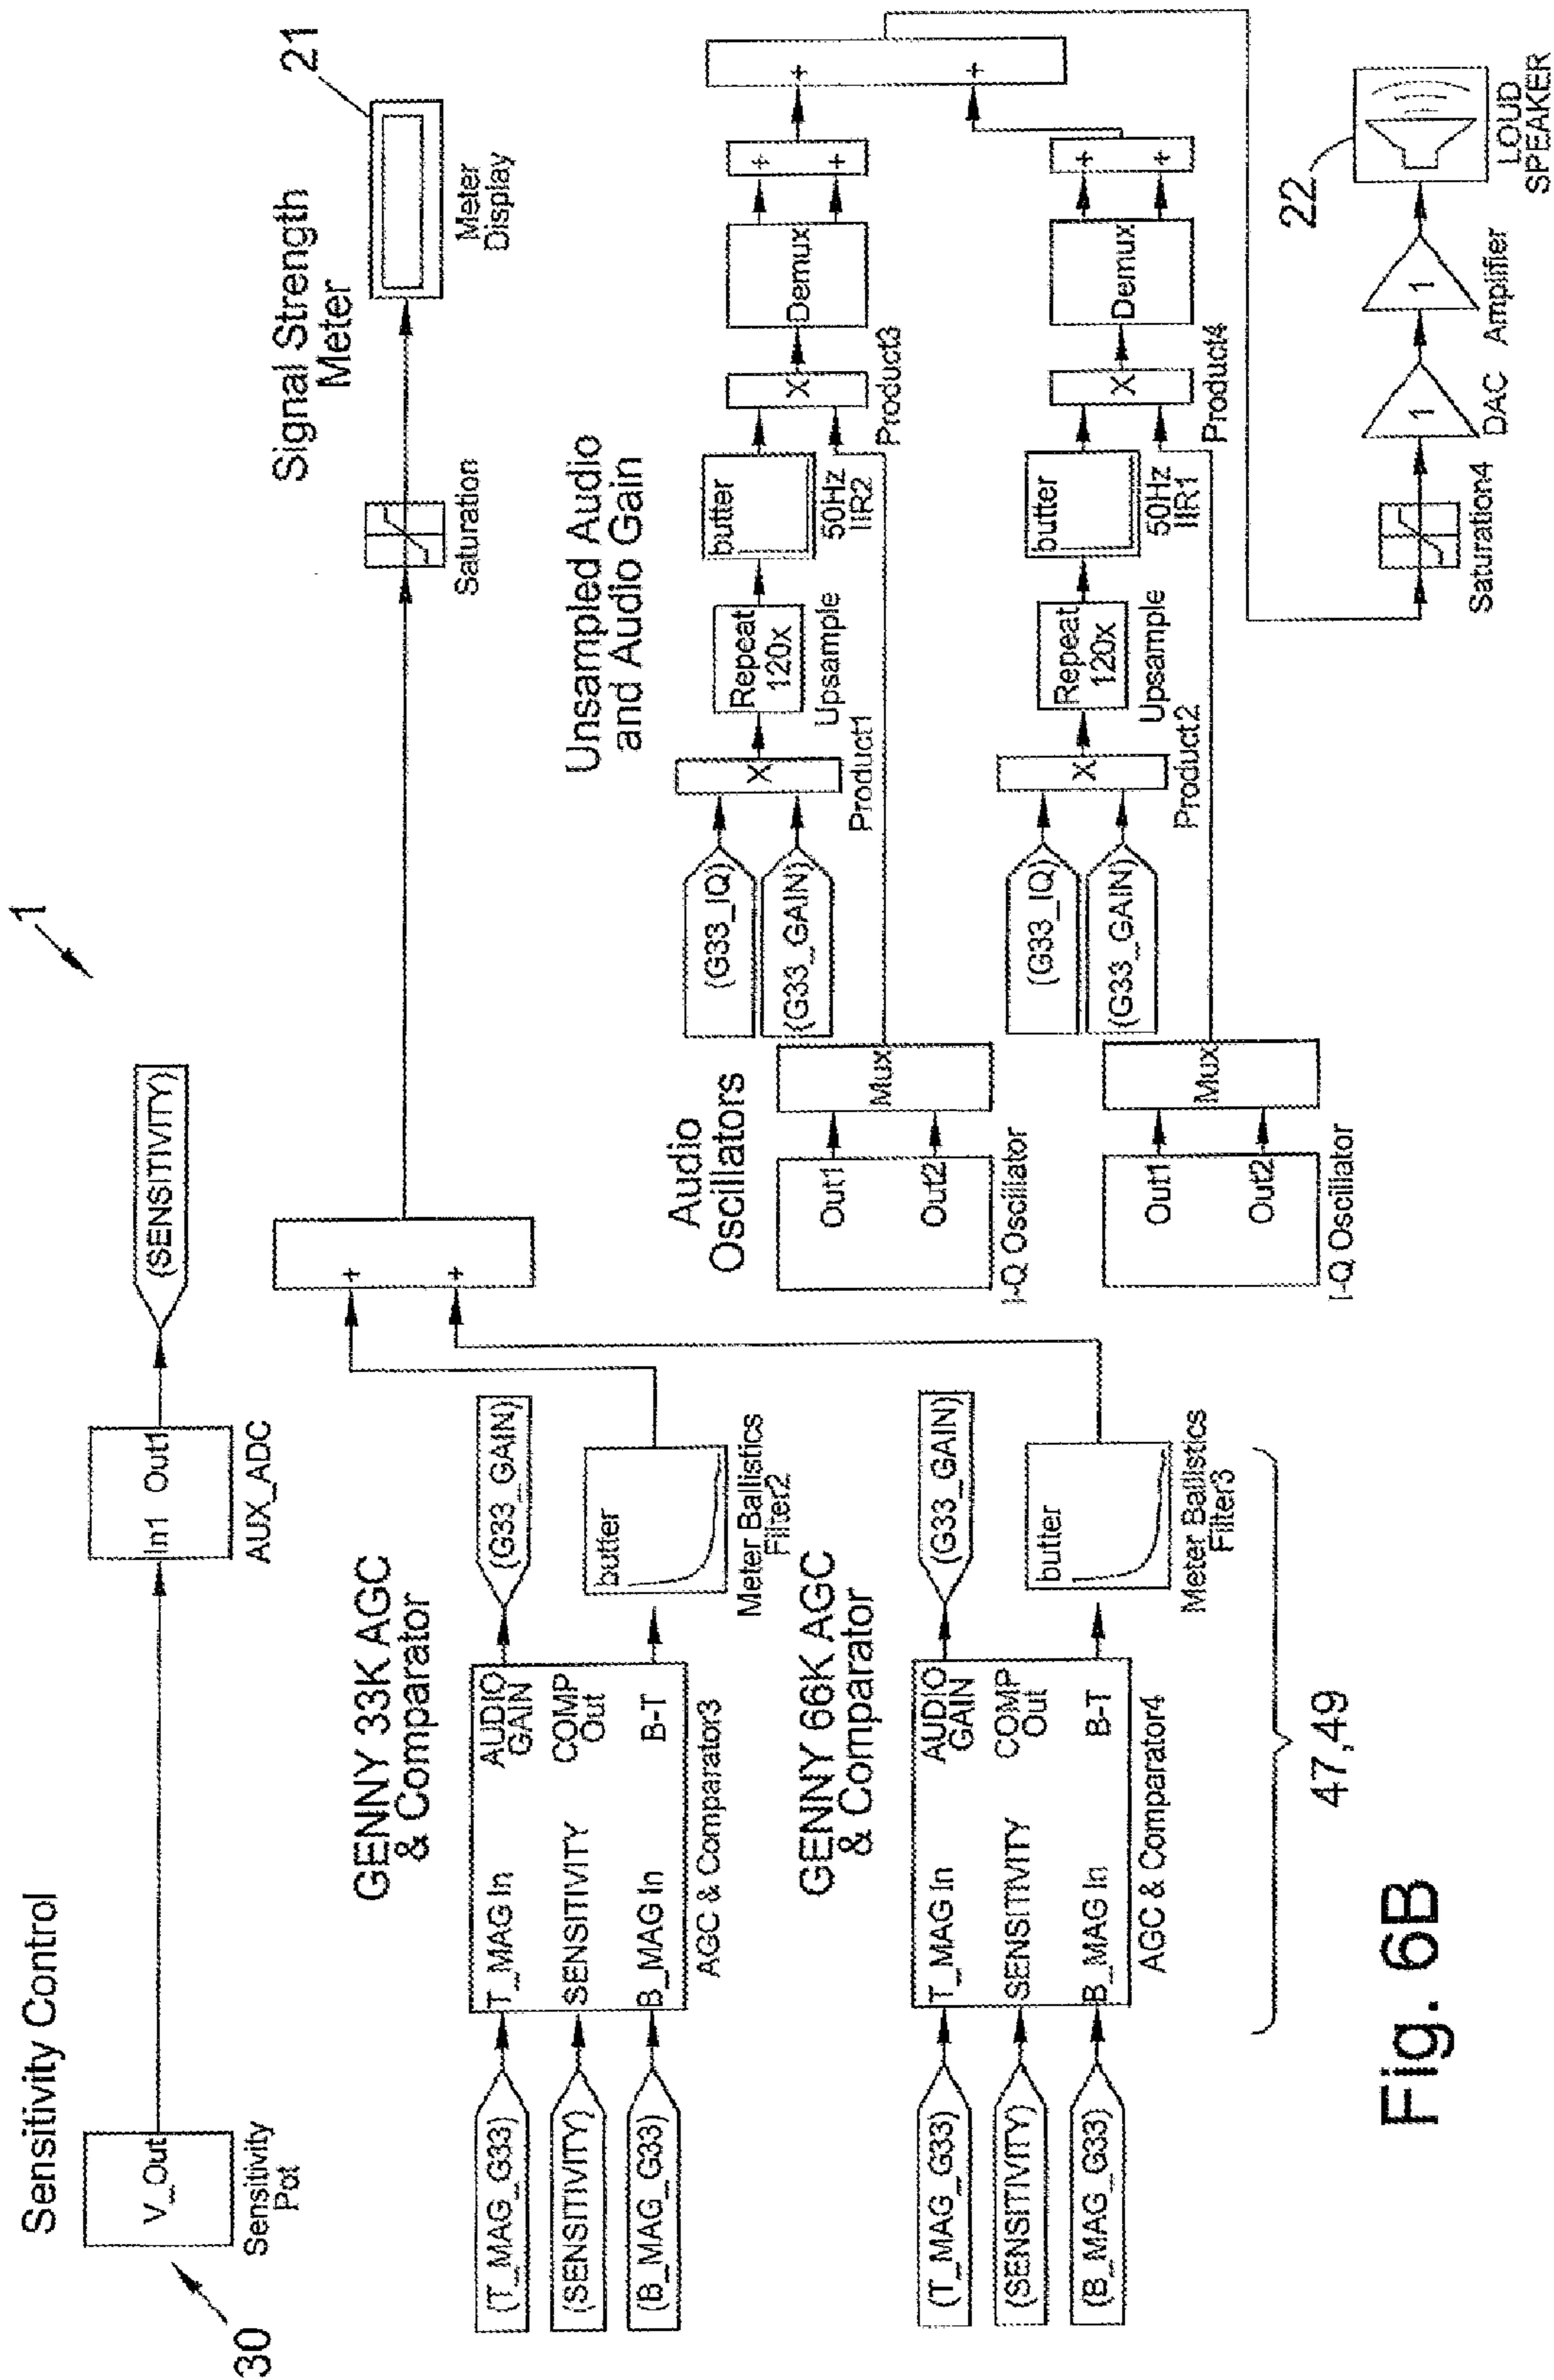 1
Sensitivity Control
30
V_Out
Sensitivity
Pot
In1 Out1
AUX_ADC
{SENSITIVITY}
Signal Strength
Meter
21
Saturation
Meter
Display
GENNY 33K AGC
& Comparator
{T_MAG_G33}
{SENSITIVITY}
{B_MAG_G33}
T_MAG In
SENSITIVITY
B_MAG In
AUDIO
GAIN
COMP
Out
B-T
AGC & Comparator3
{G33_GAIN}
butter
Meter Ballistics
Filter2
+
+
GENNY 66K AGC
& Comparator
{T_MAG_G33}
{SENSITIVITY}
{B_MAG_G33}
T_MAG In
SENSITIVITY
B_MAG In
AUDIO
GAIN
COMP
Out
B-T
AGC & Comparator4
{G33_GAIN}
butter
Meter Ballistics
Filter3
47,49
Audio
Oscillators
Out1
Out2
I-Q Oscillator
Mux
Out1
Out2
I-Q Oscillator
Mux
Unsampled Audio
and Audio Gain
{G33_IQ}
{G33_GAIN}
X
Product1
Repeat
120x
Upsample
butter
50Hz
IIR2
X
Product3
Demux
+
+
{G33_IQ}
{G33_GAIN}
X
Product2
Repeat
120x
Upsample
butter
50Hz
IIR1
X
Product4
Demux
+
+
+
+
Saturation4
1
DAC
1
Amplifier
22
LOUD
SPEAKER
Fig. 6B